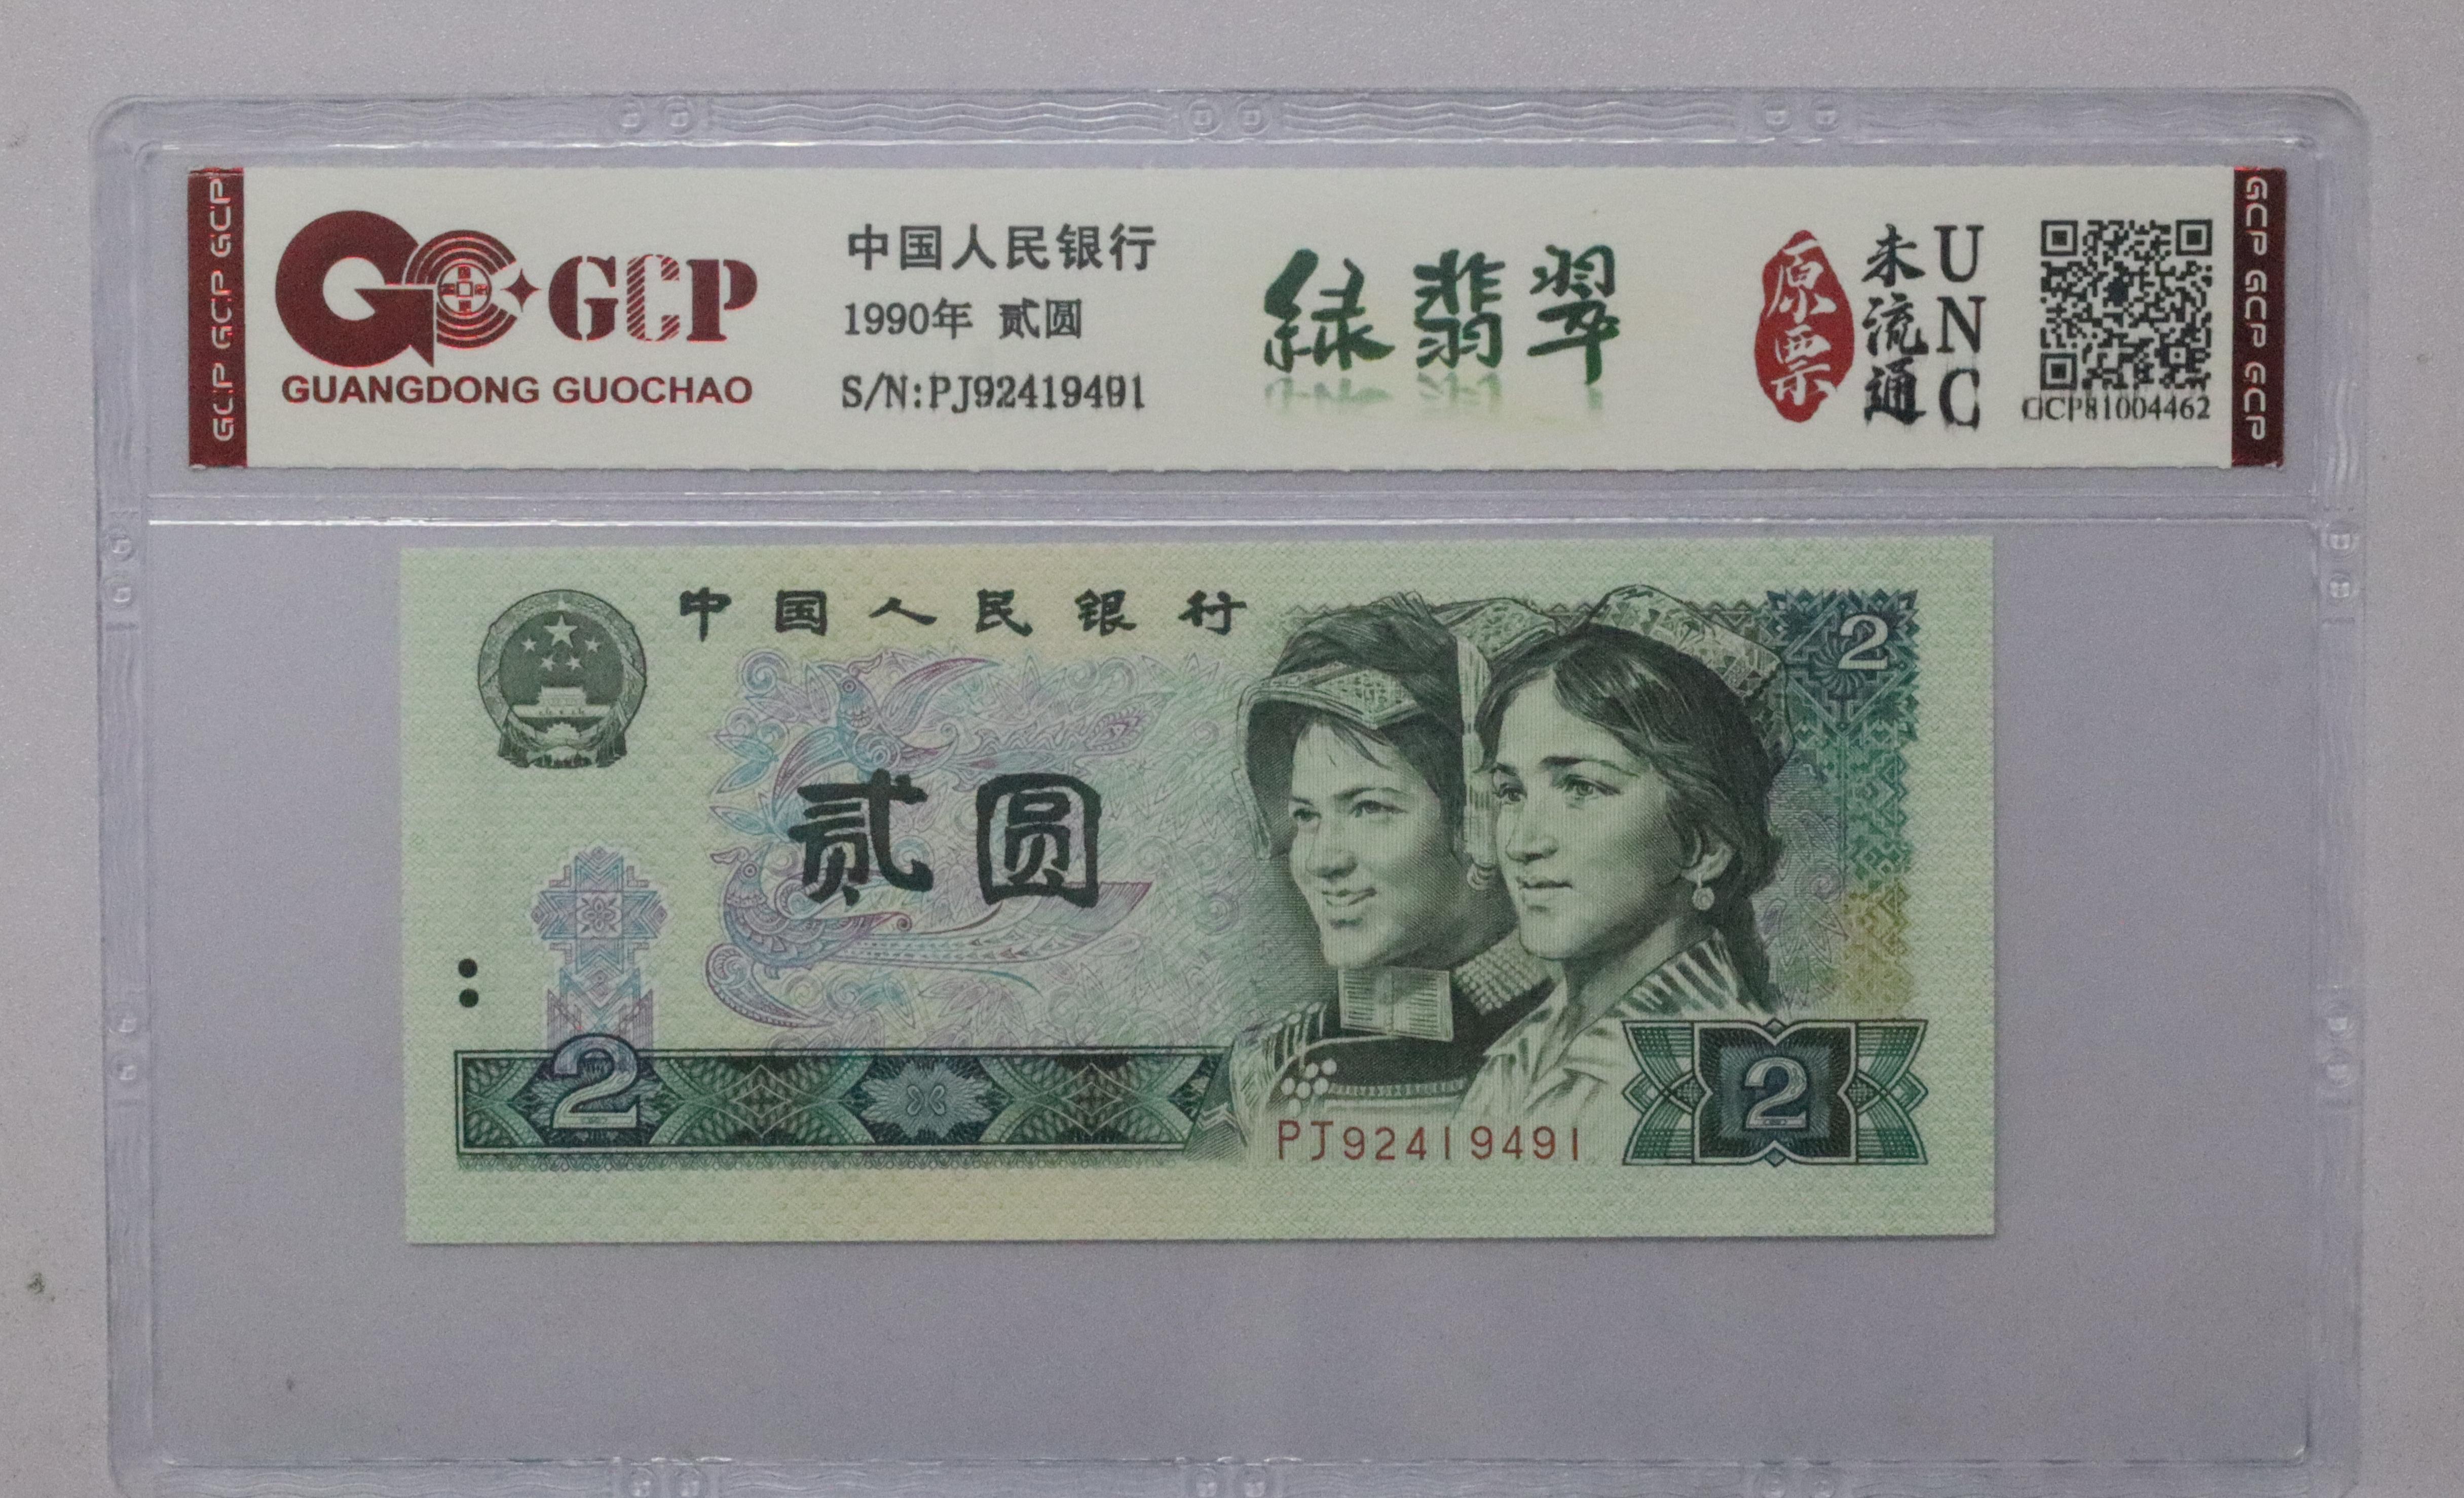 GCP GCP GCP
GCP
GUANGDONG GUOCHAO
中国人民银行
1990年 贰圆
S/N:PJ92419491
绿翡翠
原票
未流通
UNC
GCP81004462
GCP GCP GCP
中国人民银行
2
贰圆
2
PJ92419491
2